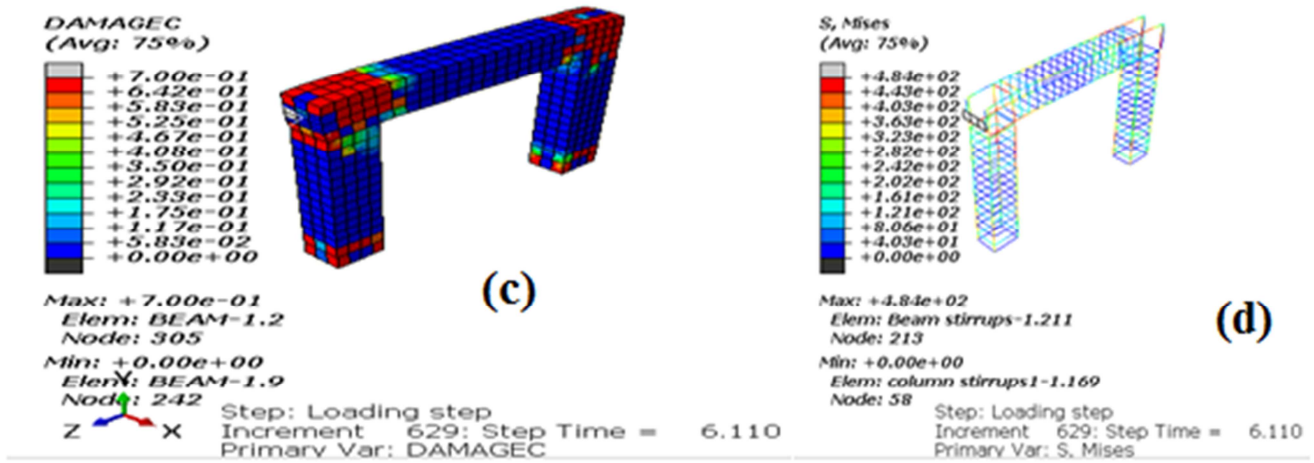 DAMAGEC
(Avg: 75%)
+7.00e-01
+6.42e-01
+5.83e-01
+5.25e-01
+4.67e-01
+4.08e-01
+3.50e-01
+2.92e-01
+2.33e-01
+1.75e-01
+1.17e-01
+5.83e-02
+0.00e+00
Max: +7.00e-01
Elem: BEAM-1.2
Node: 305
Min: +0.00e+00
Elem: BEAM-1.9
Node: 242
Y
Z
X
Step: Loading step
Increment 629: Step Time = 6.110
Primary Var: DAMAGEC
(c)
S, Mises
(Avg: 75%)
+4.84e+02
+4.43e+02
+4.03e+02
+3.63e+02
+3.23e+02
+2.82e+02
+2.42e+02
+2.02e+02
+1.61e+02
+1.21e+02
+8.06e+01
+4.03e+01
+0.00e+00
Max: +4.84e+02
Elem: Beam stirrups-1.211
Node: 213
Min: +0.00e+00
Elem: column stirrups1-1.169
Node: 58
Step: Loading step
Increment 629: Step Time = 6.110
Primary Var: S, Mises
(d)